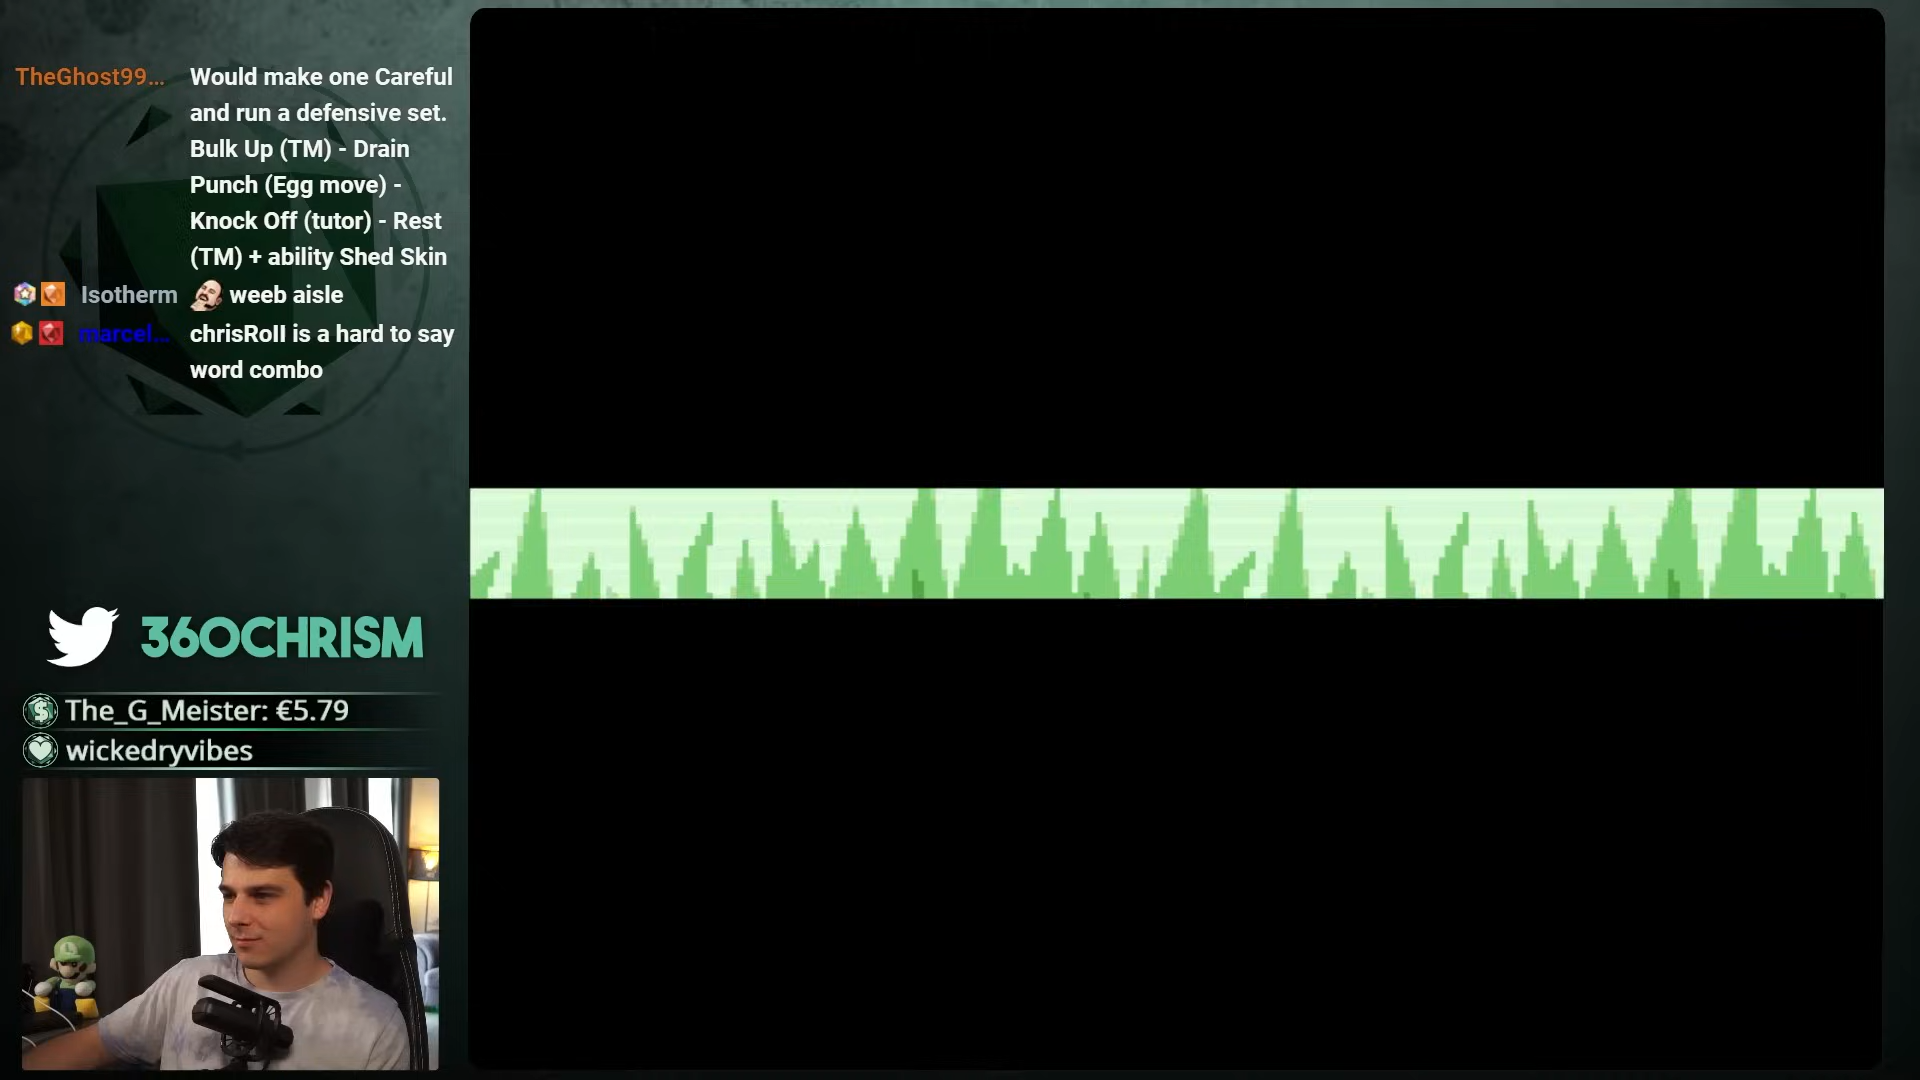 TheGhost99... Would make one Careful
and run a defensive set.
Bulk Up (TM) - Drain
Punch (Egg move) -
Knock Off (tutor) - Rest
(TM) + ability Shed Skin
Isotherm weeb aisle
marcel... chrisRoll is a hard to say
word combo
360CHRISM
The_G_Meister: €5.79
wickedryvibes